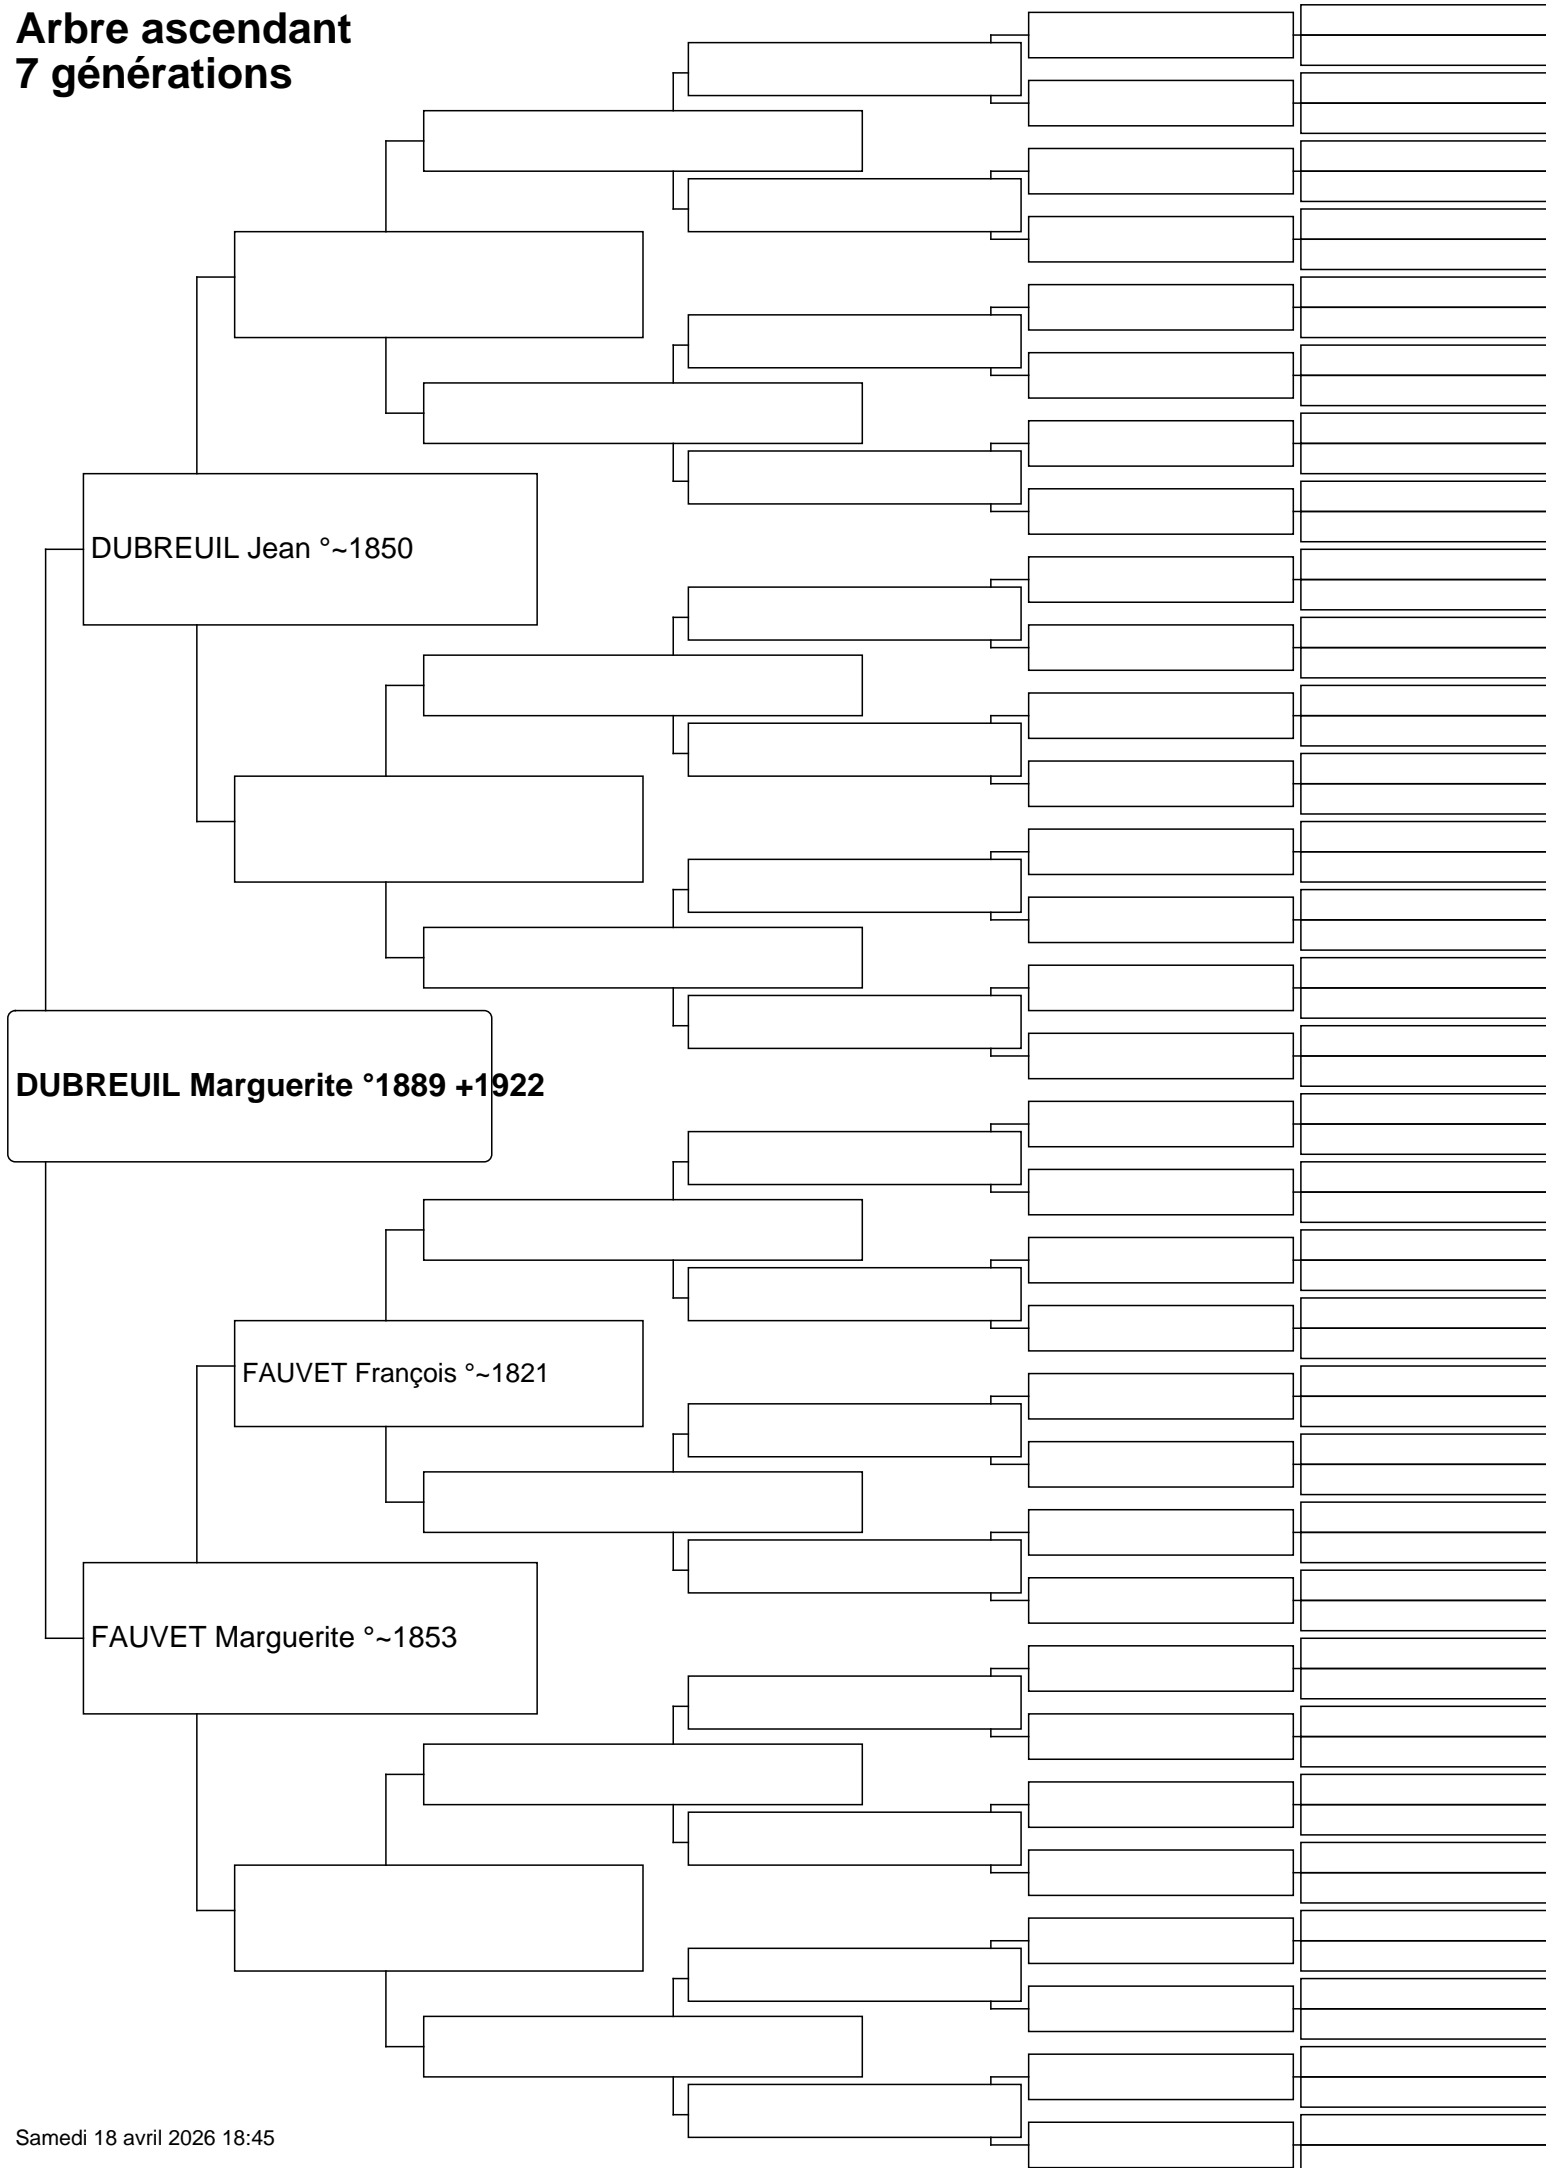 Arbre ascendant
7 générations
DUBREUIL Jean °~1850
DUBREUIL Marguerite °1889 +1922
FAUVET François °~1821
FAUVET Marguerite °~1853
Samedi 18 avril 2026 18:45